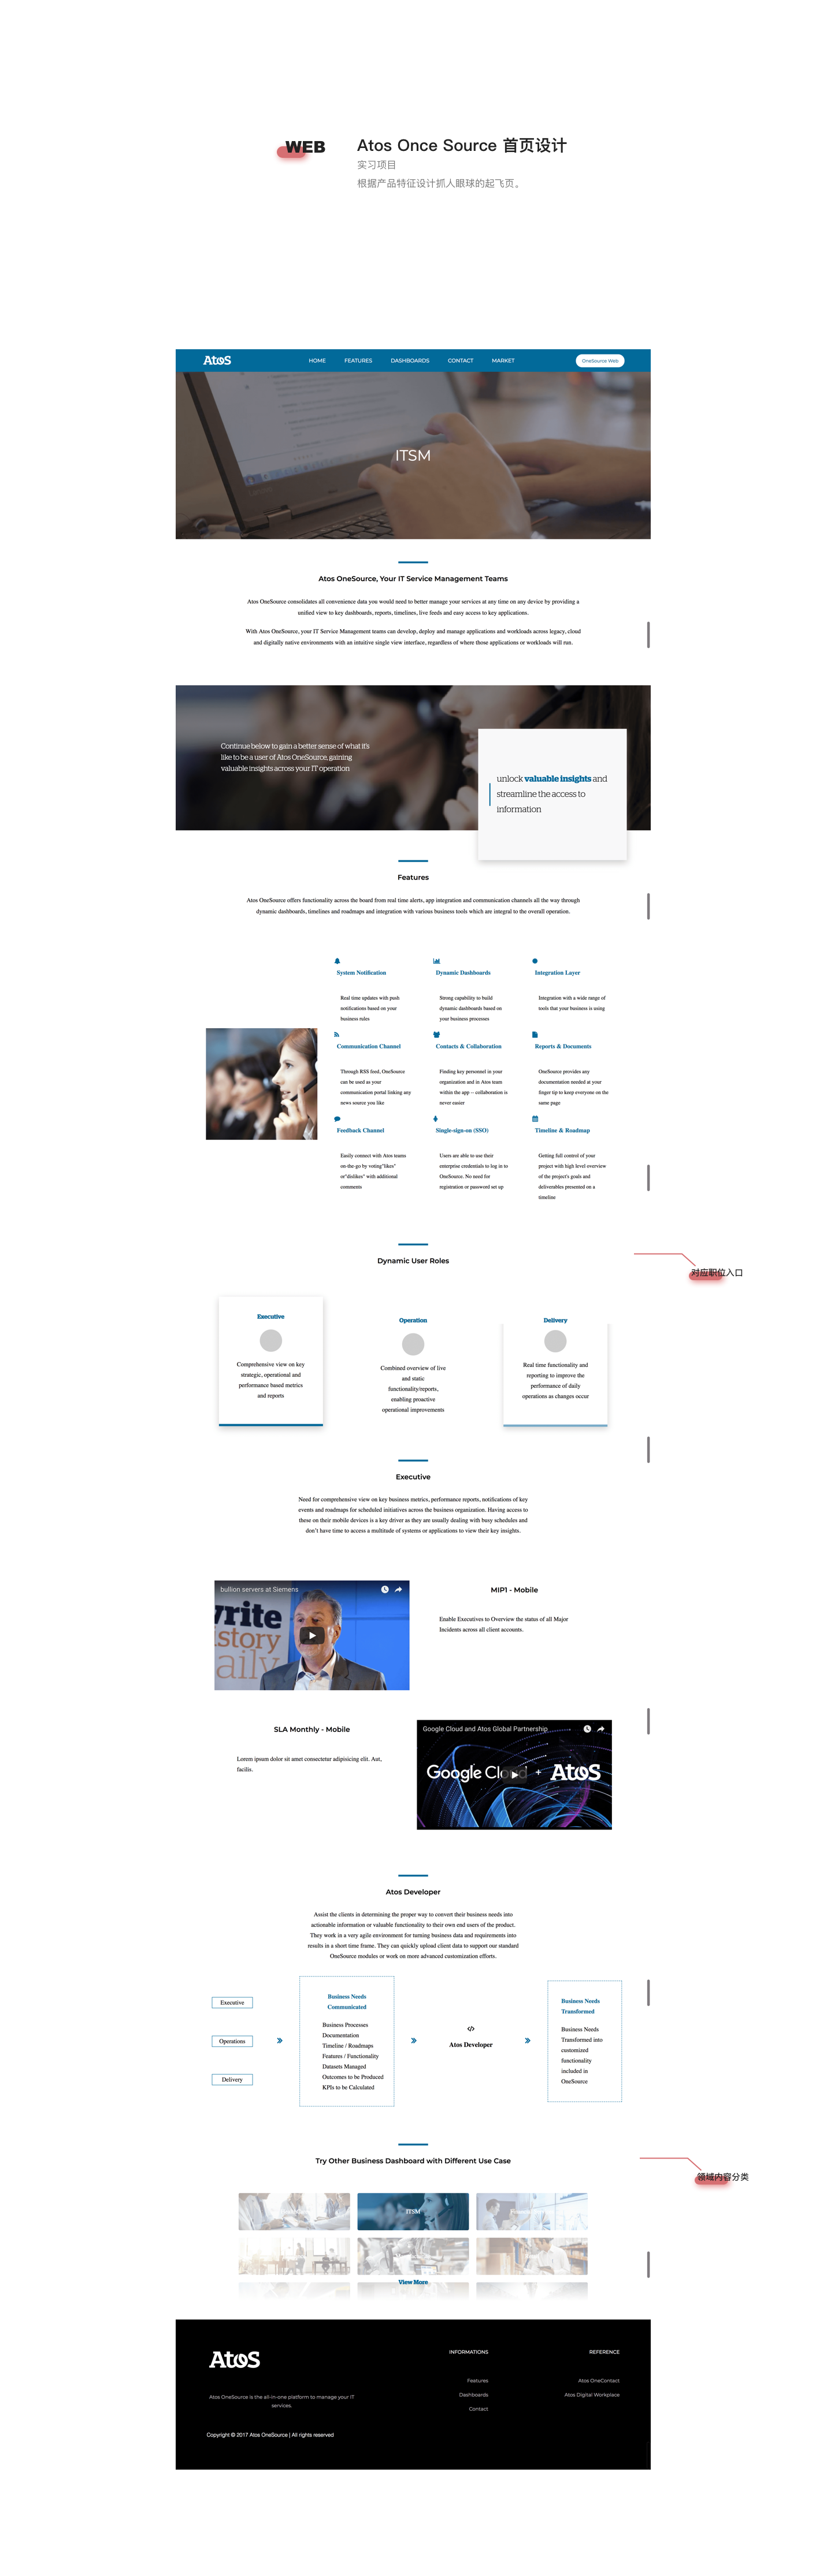 WEB
Atos Once Source 首页设计
实习项目
根据产品特征设计抓人眼球的起飞页。
Atos
HOME
FEATURES
DASHBOARDS
CONTACT
MARKET
OneSource Web
ITSM
Atos OneSource, Your IT Service Management Teams
Atos OneSource consolidates all convenience data you would need to better manage your services at any time on any device by providing a
unified view to key dashboards, reports, timelines, live feeds and easy access to key applications.
With Atos OneSource, your IT Service Management teams can develop, deploy and manage applications and workloads across legacy, cloud
and digitally native environments with an intuitive single view interface, regardless of where those applications or workloads will run.
Continue below to gain a better sense of what it's
like to be a user of Atos OneSource, gaining
valuable insights across your IT operation
unlock valuable insights and
streamline the access to
information
Features
Atos OneSource offers functionality across the board from real time alerts, app integration and communication channels all the way through
dynamic dashboards, timelines and roadmaps and integration with various business tools which are integral to the overall operation.
System Notification
Real time updates with push
notifications based on your
business rules
Dynamic Dashboards
Strong capability to build
dynamic dashboards based on
your business processes
Integration Layer
Integration with a wide range of
tools that your business is using
Communication Channel
Through RSS feed, OneSource
can be used as your
communication portal linking any
news source you like
Contacts & Collaboration
Finding key personnel in your
organization and in Atos team
within the app -- collaboration is
never easier
Reports & Documents
OneSource provides any
documentation needed at your
finger tip to keep everyone on the
same page
Feedback Channel
Easily connect with Atos teams
on-the-go by voting"likes"
or"dislikes" with additional
comments
Single-sign-on (SSO)
Users are able to use their
enterprise credentials to log in to
OneSource. No need for
registration or password set up
Timeline & Roadmap
Getting full control of your
project with high level overview
of the project's goals and
deliverables presented on a
timeline
Dynamic User Roles
对应职位入口
Executive
Comprehensive view on key
strategic, operational and
performance based metrics
and reports
Operation
Combined overview of live
and static
functionality/reports,
enabling proactive
operational improvements
Delivery
Real time functionality and
reporting to improve the
performance of daily
operations as changes occur
Executive
Need for comprehensive view on key business metrics, performance reports, notifications of key
events and roadmaps for scheduled initiatives across the business organization. Having access to
these on their mobile devices is a key driver as they are usually dealing with busy schedules and
don't have time to access a multitude of systems or applications to view their key insights.
bullion servers at Siemens
write
story
daily
MIP1 - Mobile
Enable Executives to Overview the status of all Major
Incidents across all client accounts.
SLA Monthly - Mobile
Lorem ipsum dolor sit amet consectetur adipisicing elit. Aut,
facilis.
Google Cloud and Atos Global Partnership
Google Cloud + Atos
Atos Developer
Assist the clients in determining the proper way to convert their business needs into
actionable information or valuable functionality to their own end users of the product.
They work in a very agile environment for turning business data and requirements into
results in a short time frame. They can quickly upload client data to support our standard
OneSource modules or work on more advanced customization efforts.
Executive
Operations
Delivery
Business Needs
Communicated
Business Processes
Documentation
Timeline / Roadmaps
Features / Functionality
Datasets Managed
Outcomes to be Produced
KPIs to be Calculated
Atos Developer
Business Needs
Transformed
Business Needs
Transformed into
customized
functionality
included in
OneSource
Try Other Business Dashboard with Different Use Case
领域内容分类
ITSM
View More
Atos
Atos OneSource is the all-in-one platform to manage your IT
services.
Copyright © 2017 Atos OneSource | All rights reserved
INFORMATIONS
Features
Dashboards
Contact
REFERENCE
Atos OneContact
Atos Digital Workplace